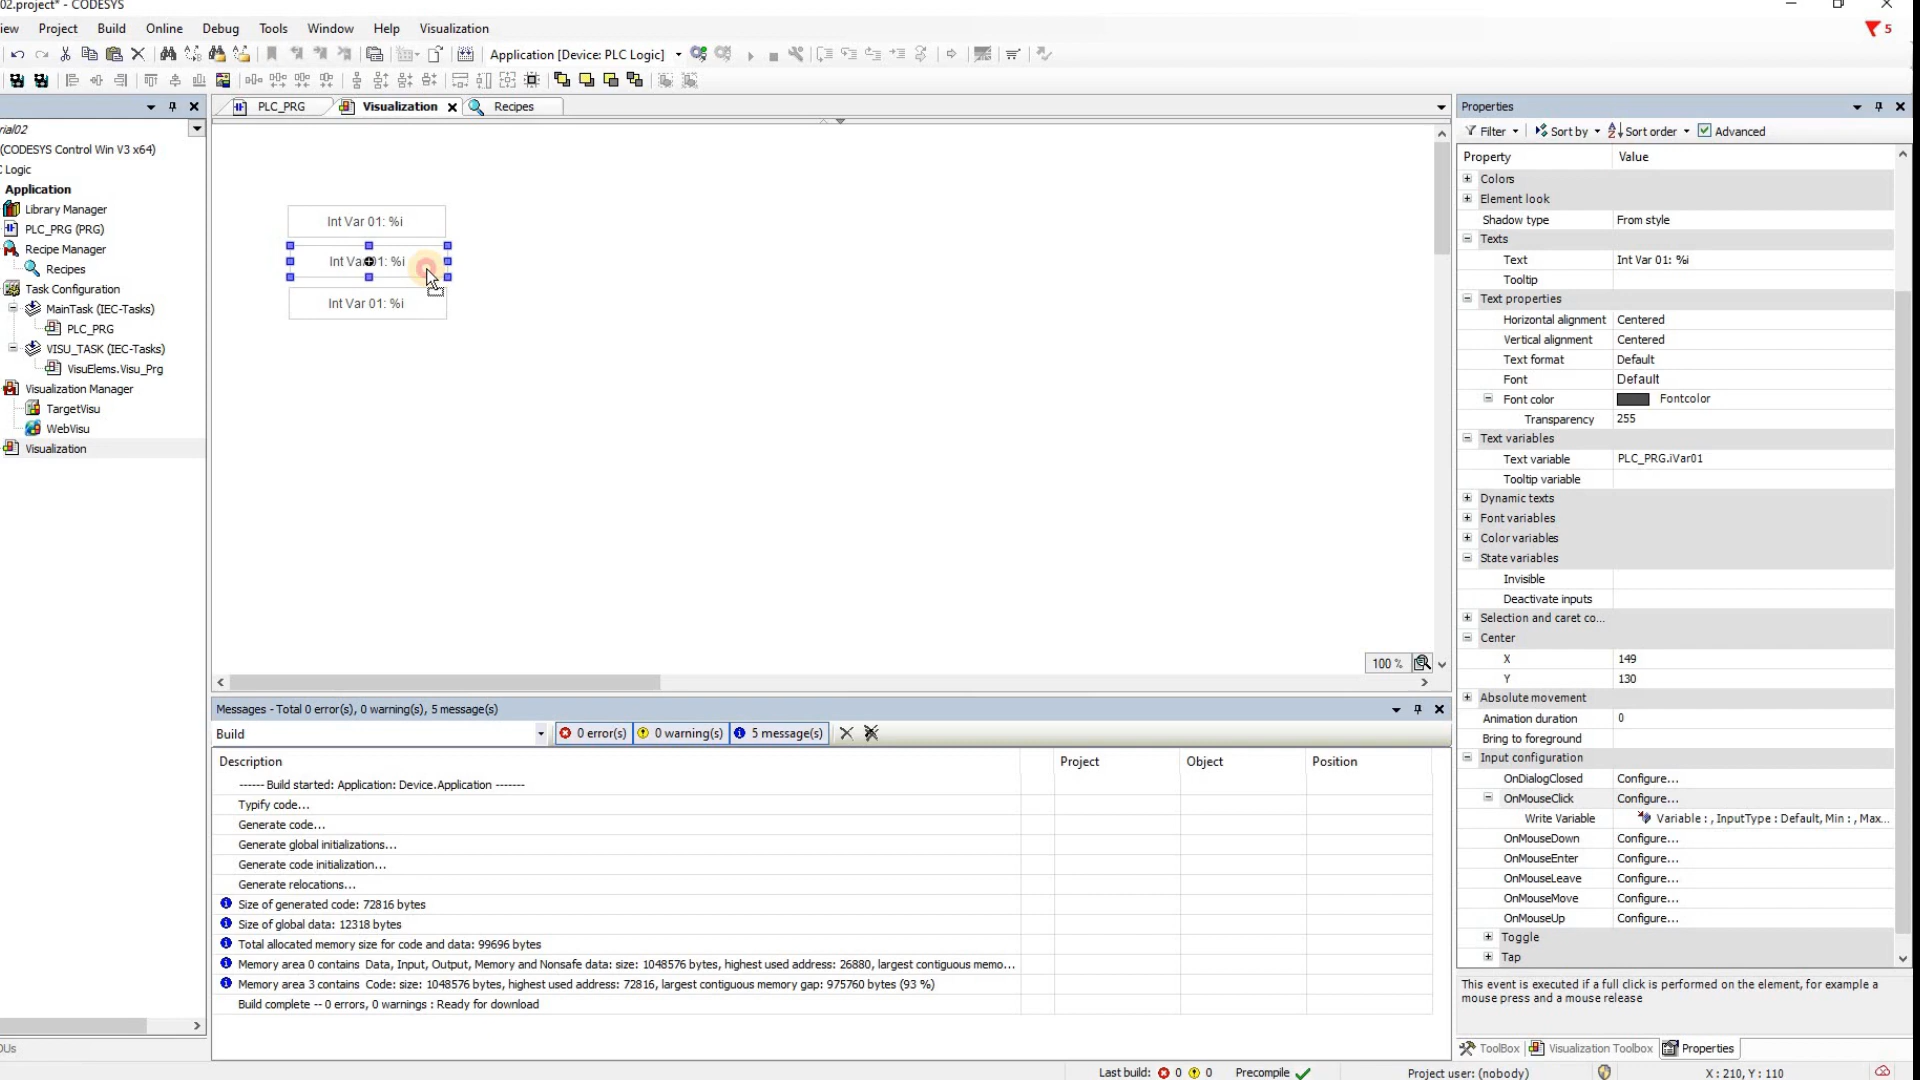 02.project* - CODESYS
iew Project Build Online Debug Tools Window Help Visualization
5
Application [Device: PLC Logic]
PLC_PRG Visualization Recipes
Properties
rial02
(CODESYS Control Win V3 x64)
C Logic
Application
Library Manager
PLC_PRG (PRG)
Recipe Manager
Recipes
Task Configuration
MainTask (IEC-Tasks)
PLC_PRG
VISU_TASK (IEC-Tasks)
VisuElems.Visu_Prg
Visualization Manager
TargetVisu
WebVisu
Visualization
OUs
Int Var 01: %i
Int Va 01: %i
Int Var 01: %i
100 %
Filter Sort by Sort order Advanced
Property Value
Colors
Element look
Shadow type From style
Texts
Text Int Var 01: %i
Tooltip
Text properties
Horizontal alignment Centered
Vertical alignment Centered
Text format Default
Font Default
Font color Fontcolor
Transparency 255
Text variables
Text variable PLC_PRG.iVar01
Tooltip variable
Dynamic texts
Font variables
Color variables
State variables
Invisible
Deactivate inputs
Selection and caret co...
Center
X 149
Y 130
Absolute movement
Animation duration 0
Bring to foreground
Input configuration
OnDialogClosed Configure...
OnMouseClick Configure...
Write Variable Variable : , InputType : Default, Min : , Max...
OnMouseDown Configure...
OnMouseEnter Configure...
OnMouseLeave Configure...
OnMouseMove Configure...
OnMouseUp Configure...
Toggle
Tap
This event is executed if a full click is performed on the element, for example a
mouse press and a mouse release
ToolBox Visualization Toolbox Properties
Messages - Total 0 error(s), 0 warning(s), 5 message(s)
Build 0 error(s) 0 warning(s) 5 message(s)
Description Project Object Position
------ Build started: Application: Device.Application -------
Typify code...
Generate code...
Generate global initializations...
Generate code initialization...
Generate relocations...
Size of generated code: 72816 bytes
Size of global data: 12318 bytes
Total allocated memory size for code and data: 99696 bytes
Memory area 0 contains Data, Input, Output, Memory and Nonsafe data: size: 1048576 bytes, highest used address: 26880, largest contiguous memo...
Memory area 3 contains Code: size: 1048576 bytes, highest used address: 72816, largest contiguous memory gap: 975760 bytes (93 %)
Build complete -- 0 errors, 0 warnings : Ready for download
Last build: 0 0 Precompile Project user: (nobody) X : 210, Y : 110